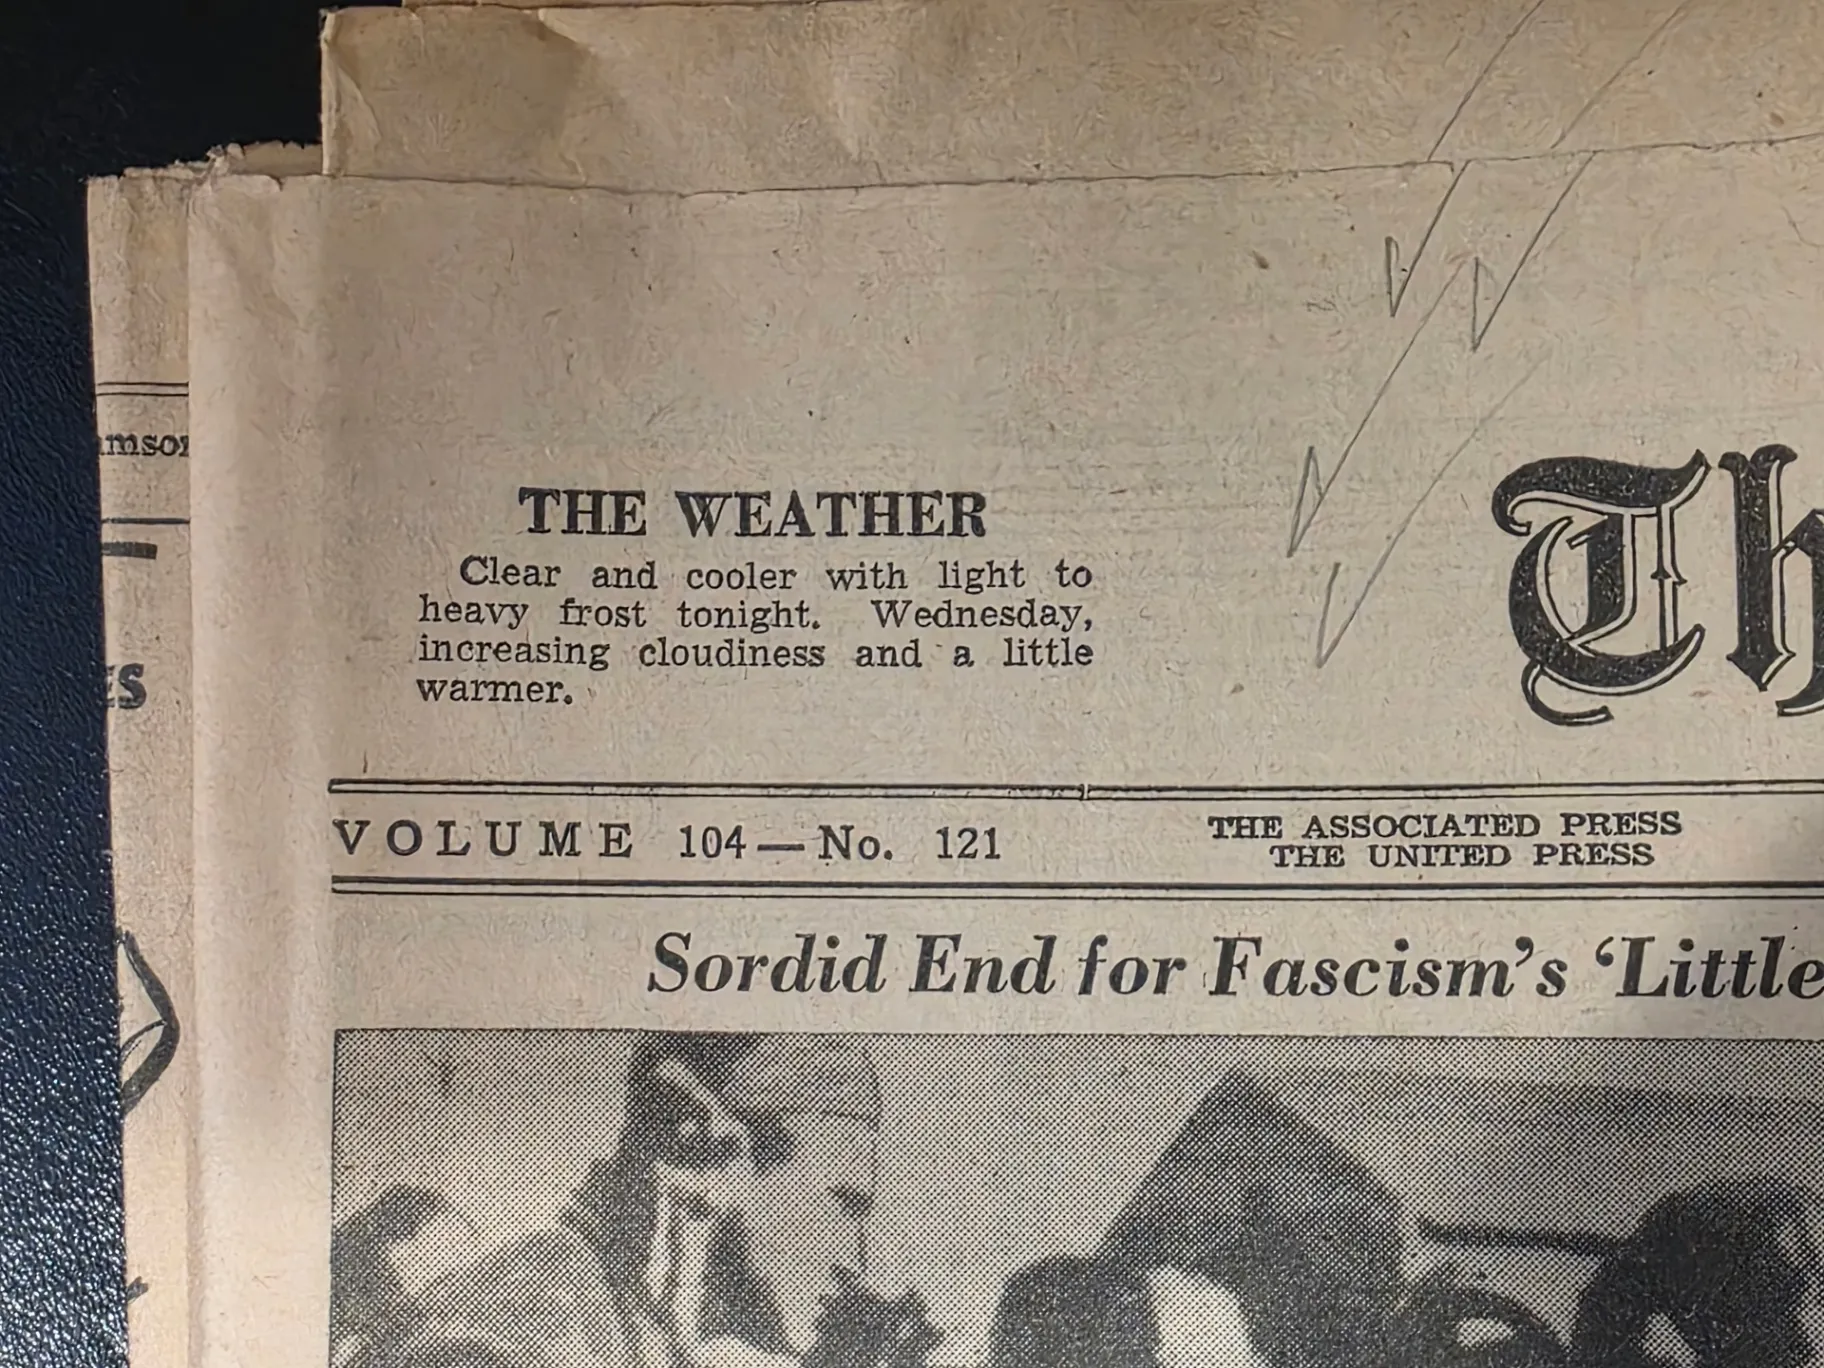 THE WEATHER
Clear and cooler with light to
heavy frost tonight. Wednesday,
increasing cloudiness and a little
warmer.
Th
VOLUME 104—No. 121
THE ASSOCIATED PRESS
THE UNITED PRESS
Sordid End for Fascism's ‘Little